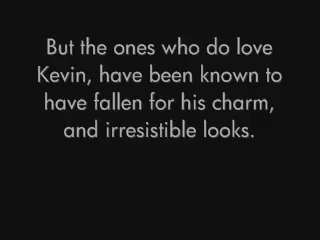 But the ones who do love
Kevin, have been known to
have fallen for his charm,
and irresistible looks.